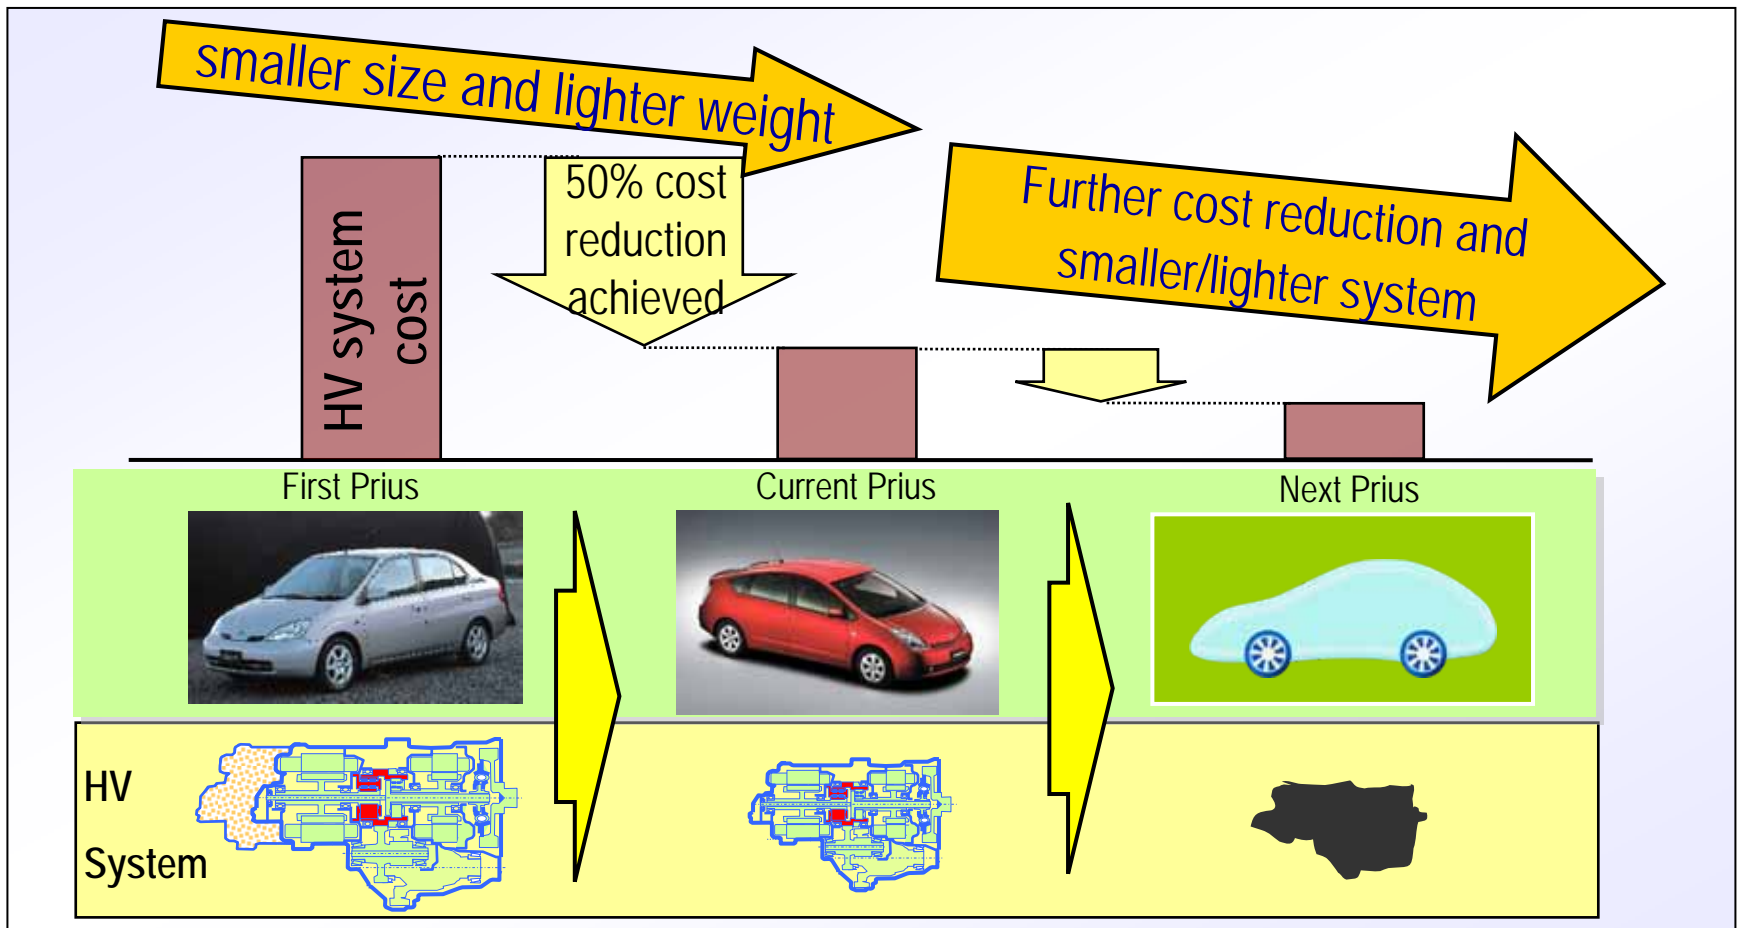 smaller size and lighter weight
50% cost
reduction
achieved
Further cost reduction and
smaller/lighter system
HV system
cost
First Prius
Current Prius
Next Prius
HV
System